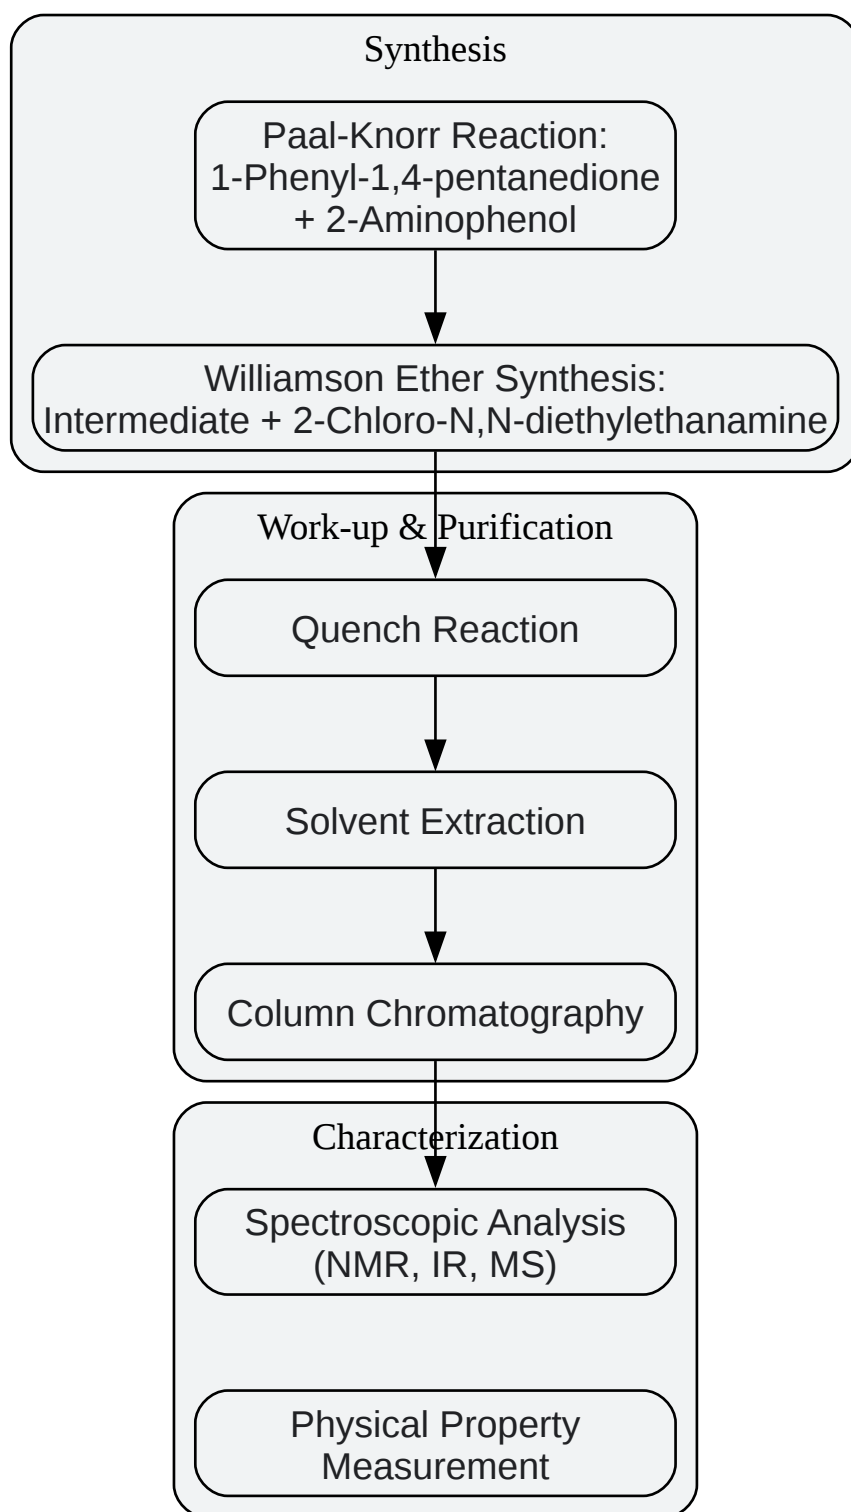 Synthesis
Paal-Knorr Reaction:
1-Phenyl-1,4-pentanedione
+ 2-Aminophenol
Williamson Ether Synthesis:
Intermediate + 2-Chloro-N,N-diethylethanamine
Work-up & Purification
Quench Reaction
Solvent Extraction
Column Chromatography
Characterization
Spectroscopic Analysis
(NMR, IR, MS)
Physical Property
Measurement